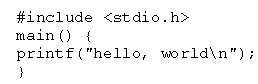 #include <stdio.h>
main() {
printf("hello, world\n");
}